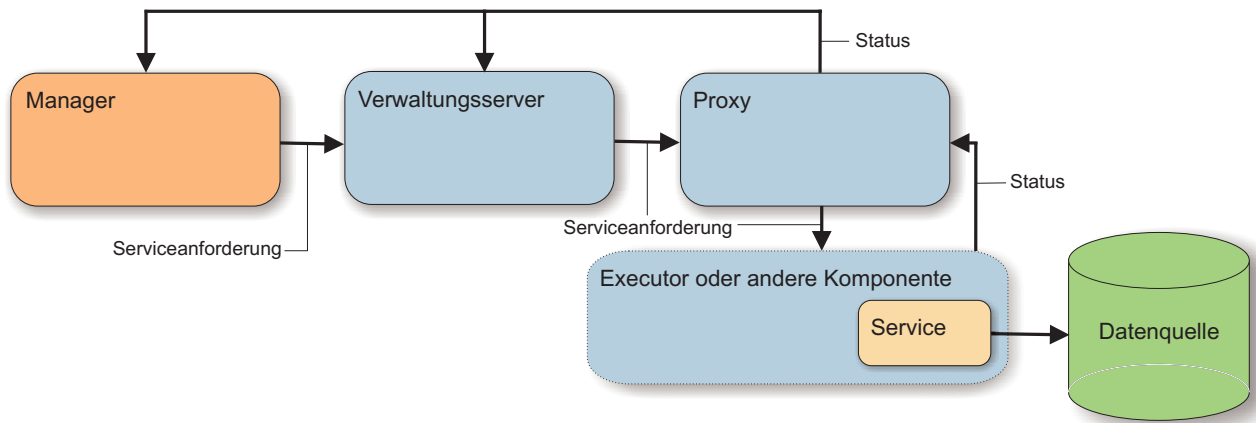 Status
Manager
Verwaltungsserver
Proxy
Status
Serviceanforderung
Serviceanforderung
Executor oder andere Komponente
Service
Datenquelle